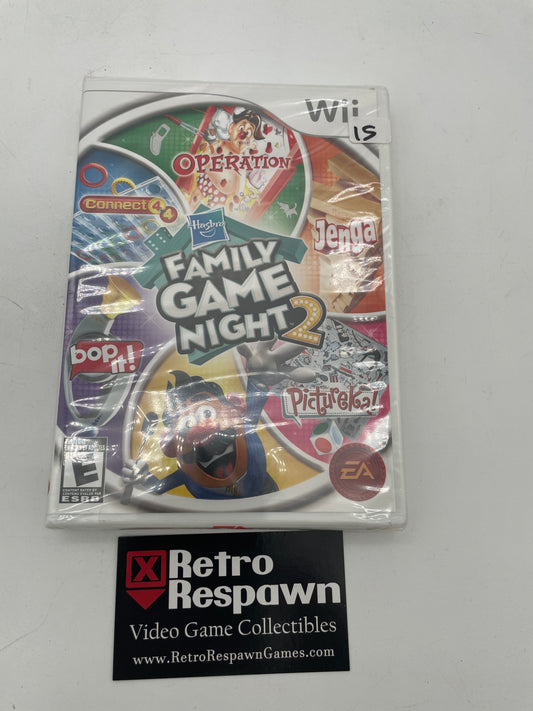 Wii
15
OPERATION
Connect 4x4
Hasbro
Jenga
FAMILY
GAME
NIGHT 2
bop it!
Pictureka!
E
ESRB
EA
Retro
Respawn
Video Game Collectibles
www.RetroRespawnGames.com